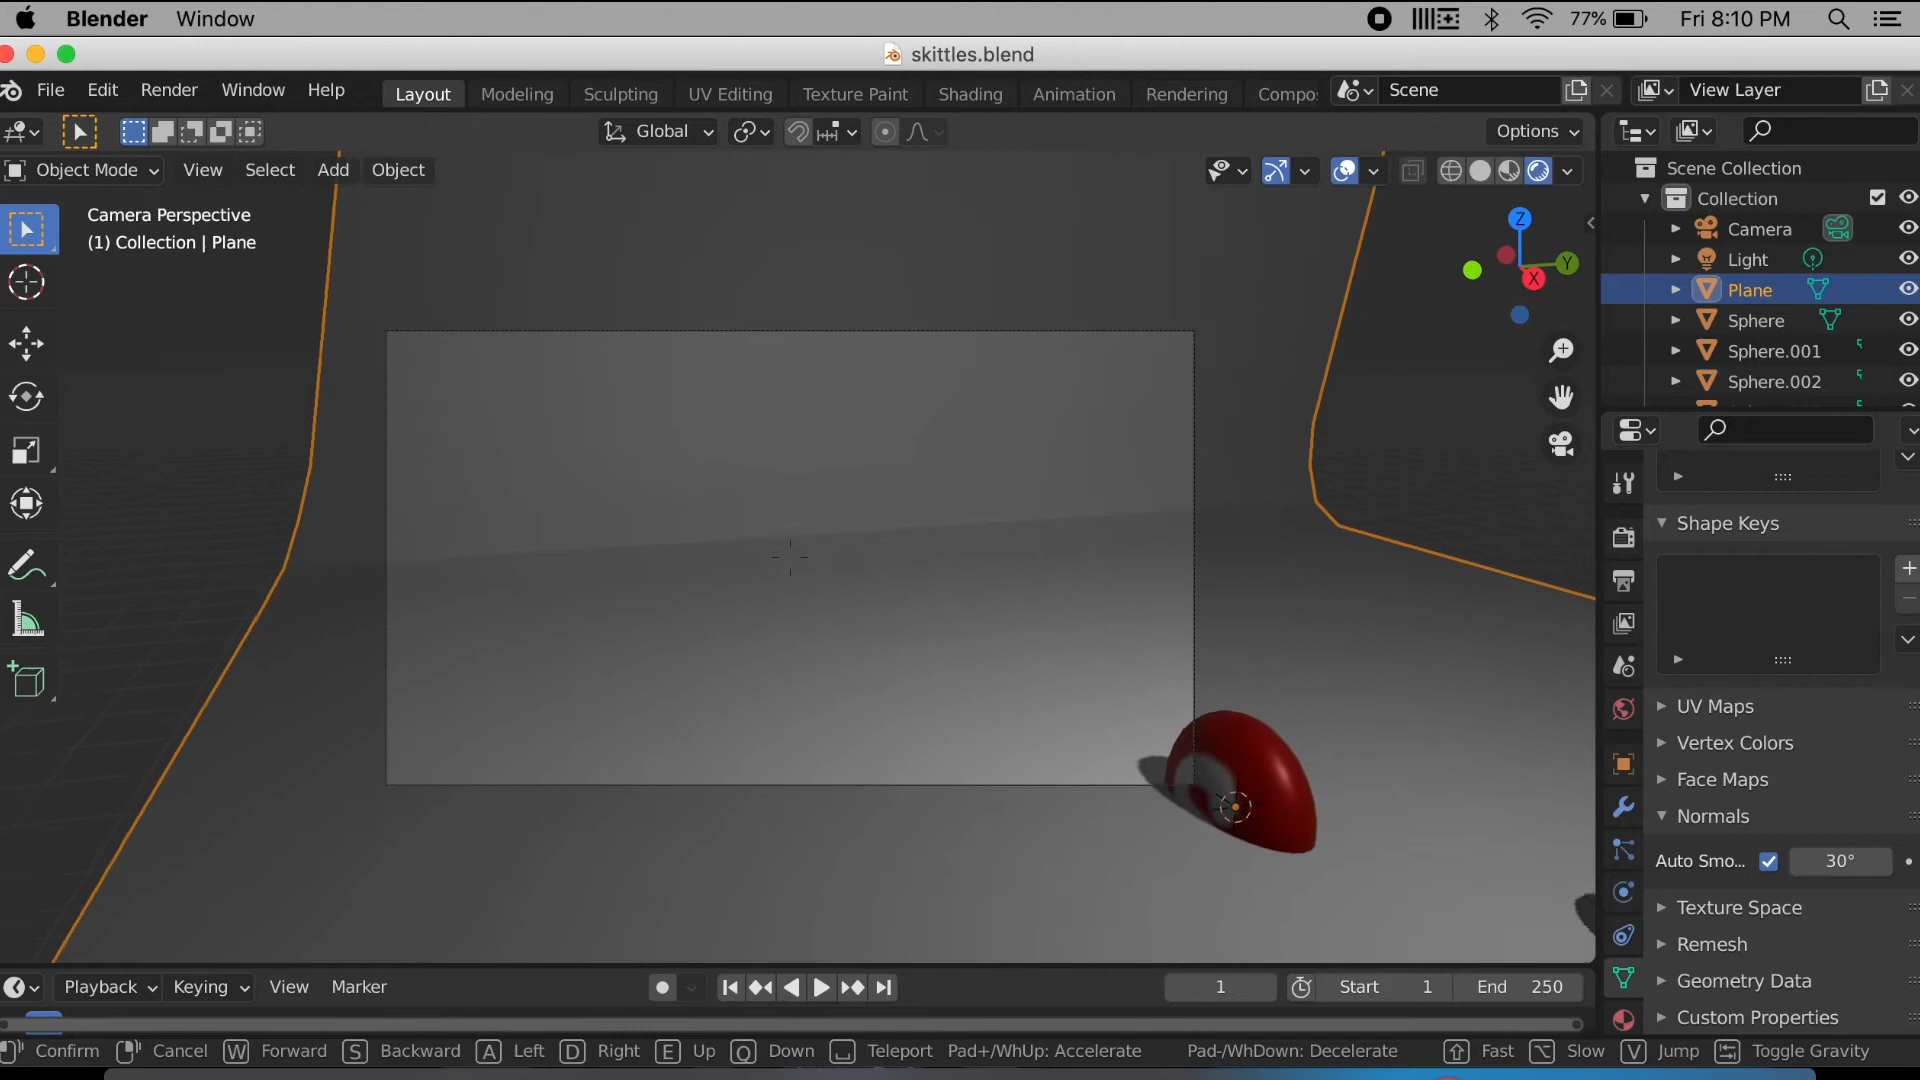 Blender Window 77% Fri 8:10 PM
skittles.blend
File Edit Render Window Help Layout Modeling Sculpting UV Editing Texture Paint Shading Animation Rendering Compo Scene View Layer
Global Options
Object Mode View Select Add Object
Camera Perspective
(1) Collection | Plane
Z
Y
X
Scene Collection
Collection
Camera
Light
Plane
Sphere
Sphere.001
Sphere.002
Shape Keys
UV Maps
Vertex Colors
Face Maps
Normals
Auto Smo... 30°
Texture Space
Remesh
Geometry Data
Custom Properties
Playback Keying View Marker 1 Start 1 End 250
Confirm Cancel W Forward S Backward A Left D Right E Up Q Down Teleport Pad+/WhUp: Accelerate Pad-/WhDown: Decelerate Fast Slow V Jump Toggle Gravity